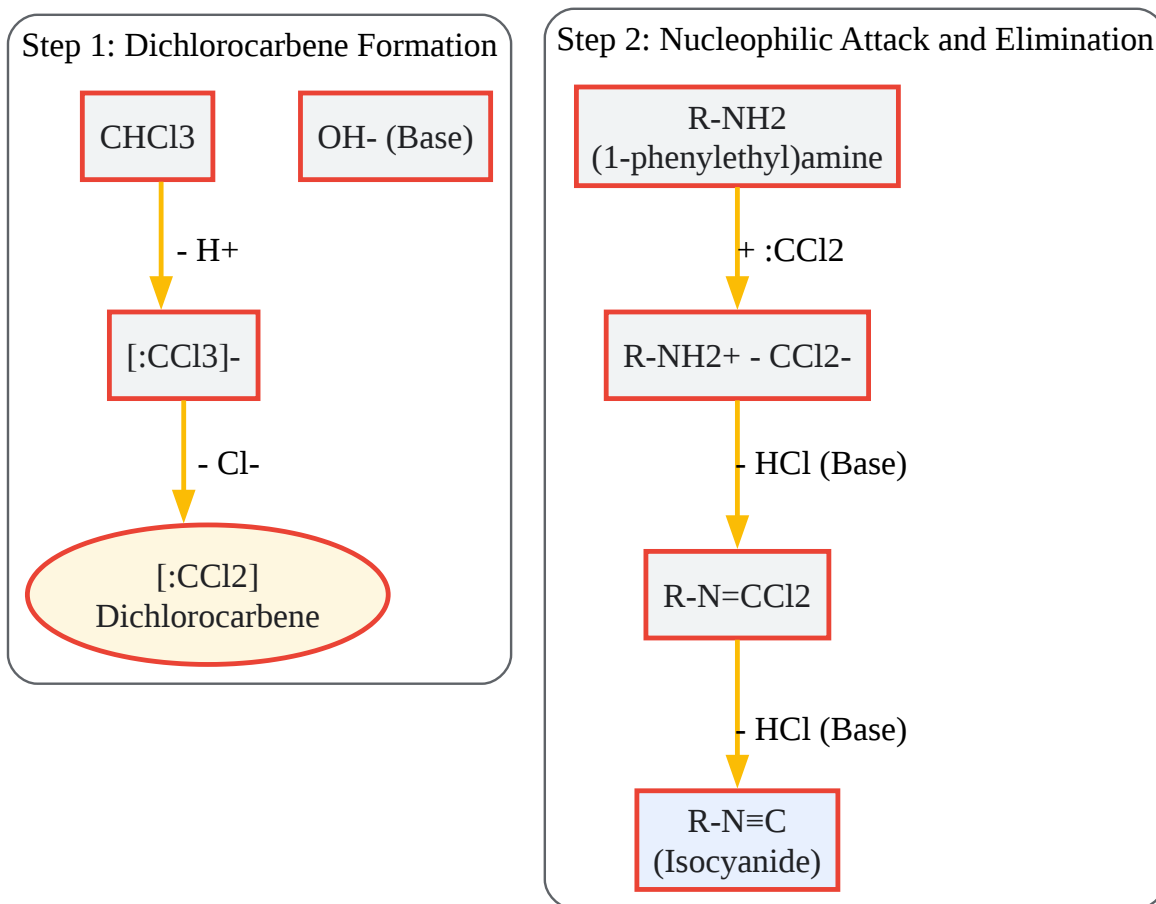 Step 1: Dichlorocarbene Formation
CHCl3
OH- (Base)
- H+
[:CCl3]-
- Cl-
[:CCl2]
Dichlorocarbene
Step 2: Nucleophilic Attack and Elimination
R-NH2
(1-phenylethyl)amine
+ :CCl2
R-NH2+ - CCl2-
- HCl (Base)
R-N=CCl2
- HCl (Base)
R-N≡C
(Isocyanide)